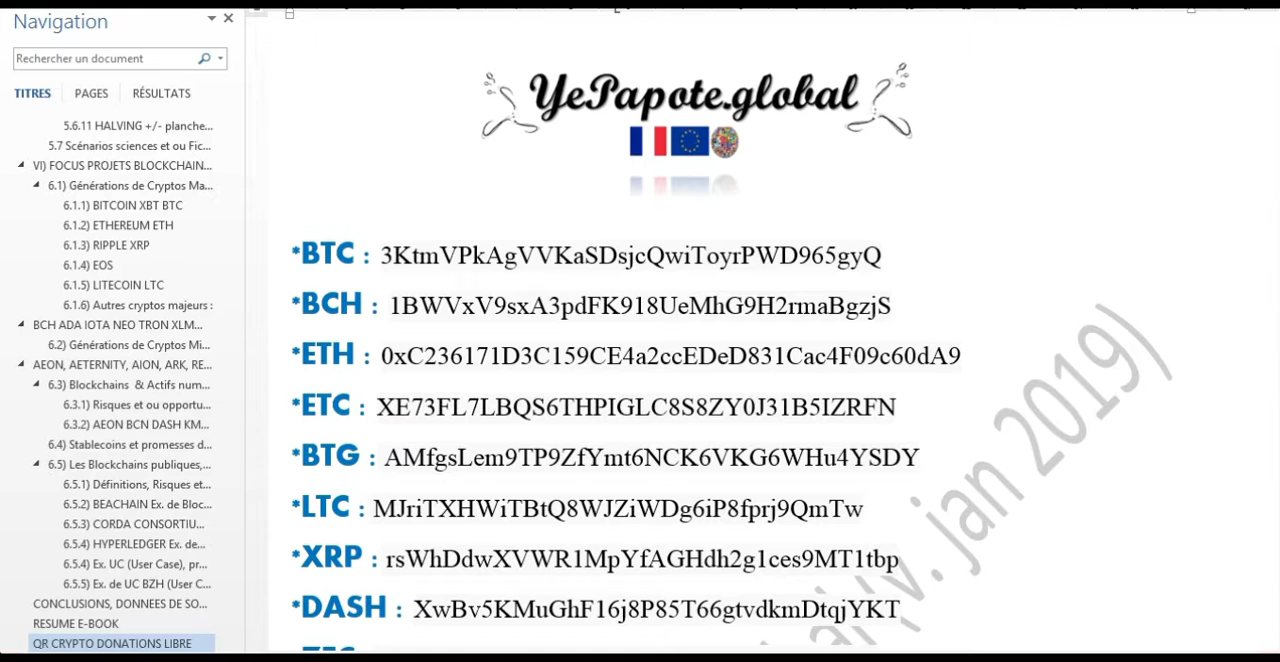 Navigation
Rechercher un document
TITRES PAGES RÉSULTATS
5.6.11 HALVING +/- planche...
5.7 Scénarios sciences et ou Fic...
VI) FOCUS PROJETS BLOCKCHAIN...
6.1) Générations de Cryptos Ma...
6.1.1) BITCOIN XBT BTC
6.1.2) ETHEREUM ETH
6.1.3) RIPPLE XRP
6.1.4) EOS
6.1.5) LITECOIN LTC
6.1.6) Autres cryptos majeurs :
BCH ADA IOTA NEO TRON XLM...
6.2) Générations de Cryptos Mi...
AEON, AETERNITY, AION, ARK, RE...
6.3) Blockchains & Actifs num...
6.3.1) Risques et ou opportu...
6.3.2) AEON BCN DASH KM...
6.4) Stablecoins et promesses d...
6.5) Les Blockchains publiques,...
6.5.1) Définitions, Risques et...
6.5.2) BEACHAIN Ex. de Bloc...
6.5.3) CORDA CONSORTIU...
6.5.4) HYPERLEDGER Ex. de...
6.5.4) Ex. UC (User Case), pr...
6.5.5) Ex. de UC BZH (User C...
CONCLUSIONS, DONNEES DE SO...
RESUME E-BOOK
QR CRYPTO DONATIONS LIBRE
YePapote.global
*BTC : 3KtmVPkAgVVKaSDsjcQwiToyrPWD965gyQ
*BCH : 1BWVxV9sxA3pdFK918UeMhG9H2rmaBgzjS
*ETH : 0xC236171D3C159CE4a2ccEDeD831Cac4F09c60dA9
*ETC : XE73FL7LBQS6THPIGLC8S8ZY0J31B5IZRFN
*BTG : AMfgsLem9TP9ZfYmt6NCK6VKG6WHu4YSDY
*LTC : MJriTXHWiTBtQ8WJZiWDg6iP8fprj9QmTw
*XRP : rsWhDdwXVWR1MpYfAGHdh2g1ces9MT1tbp
*DASH : XwBv5KMuGhF16j8P85T66gtvdkmDtqjYKT
(v. jan 2019)